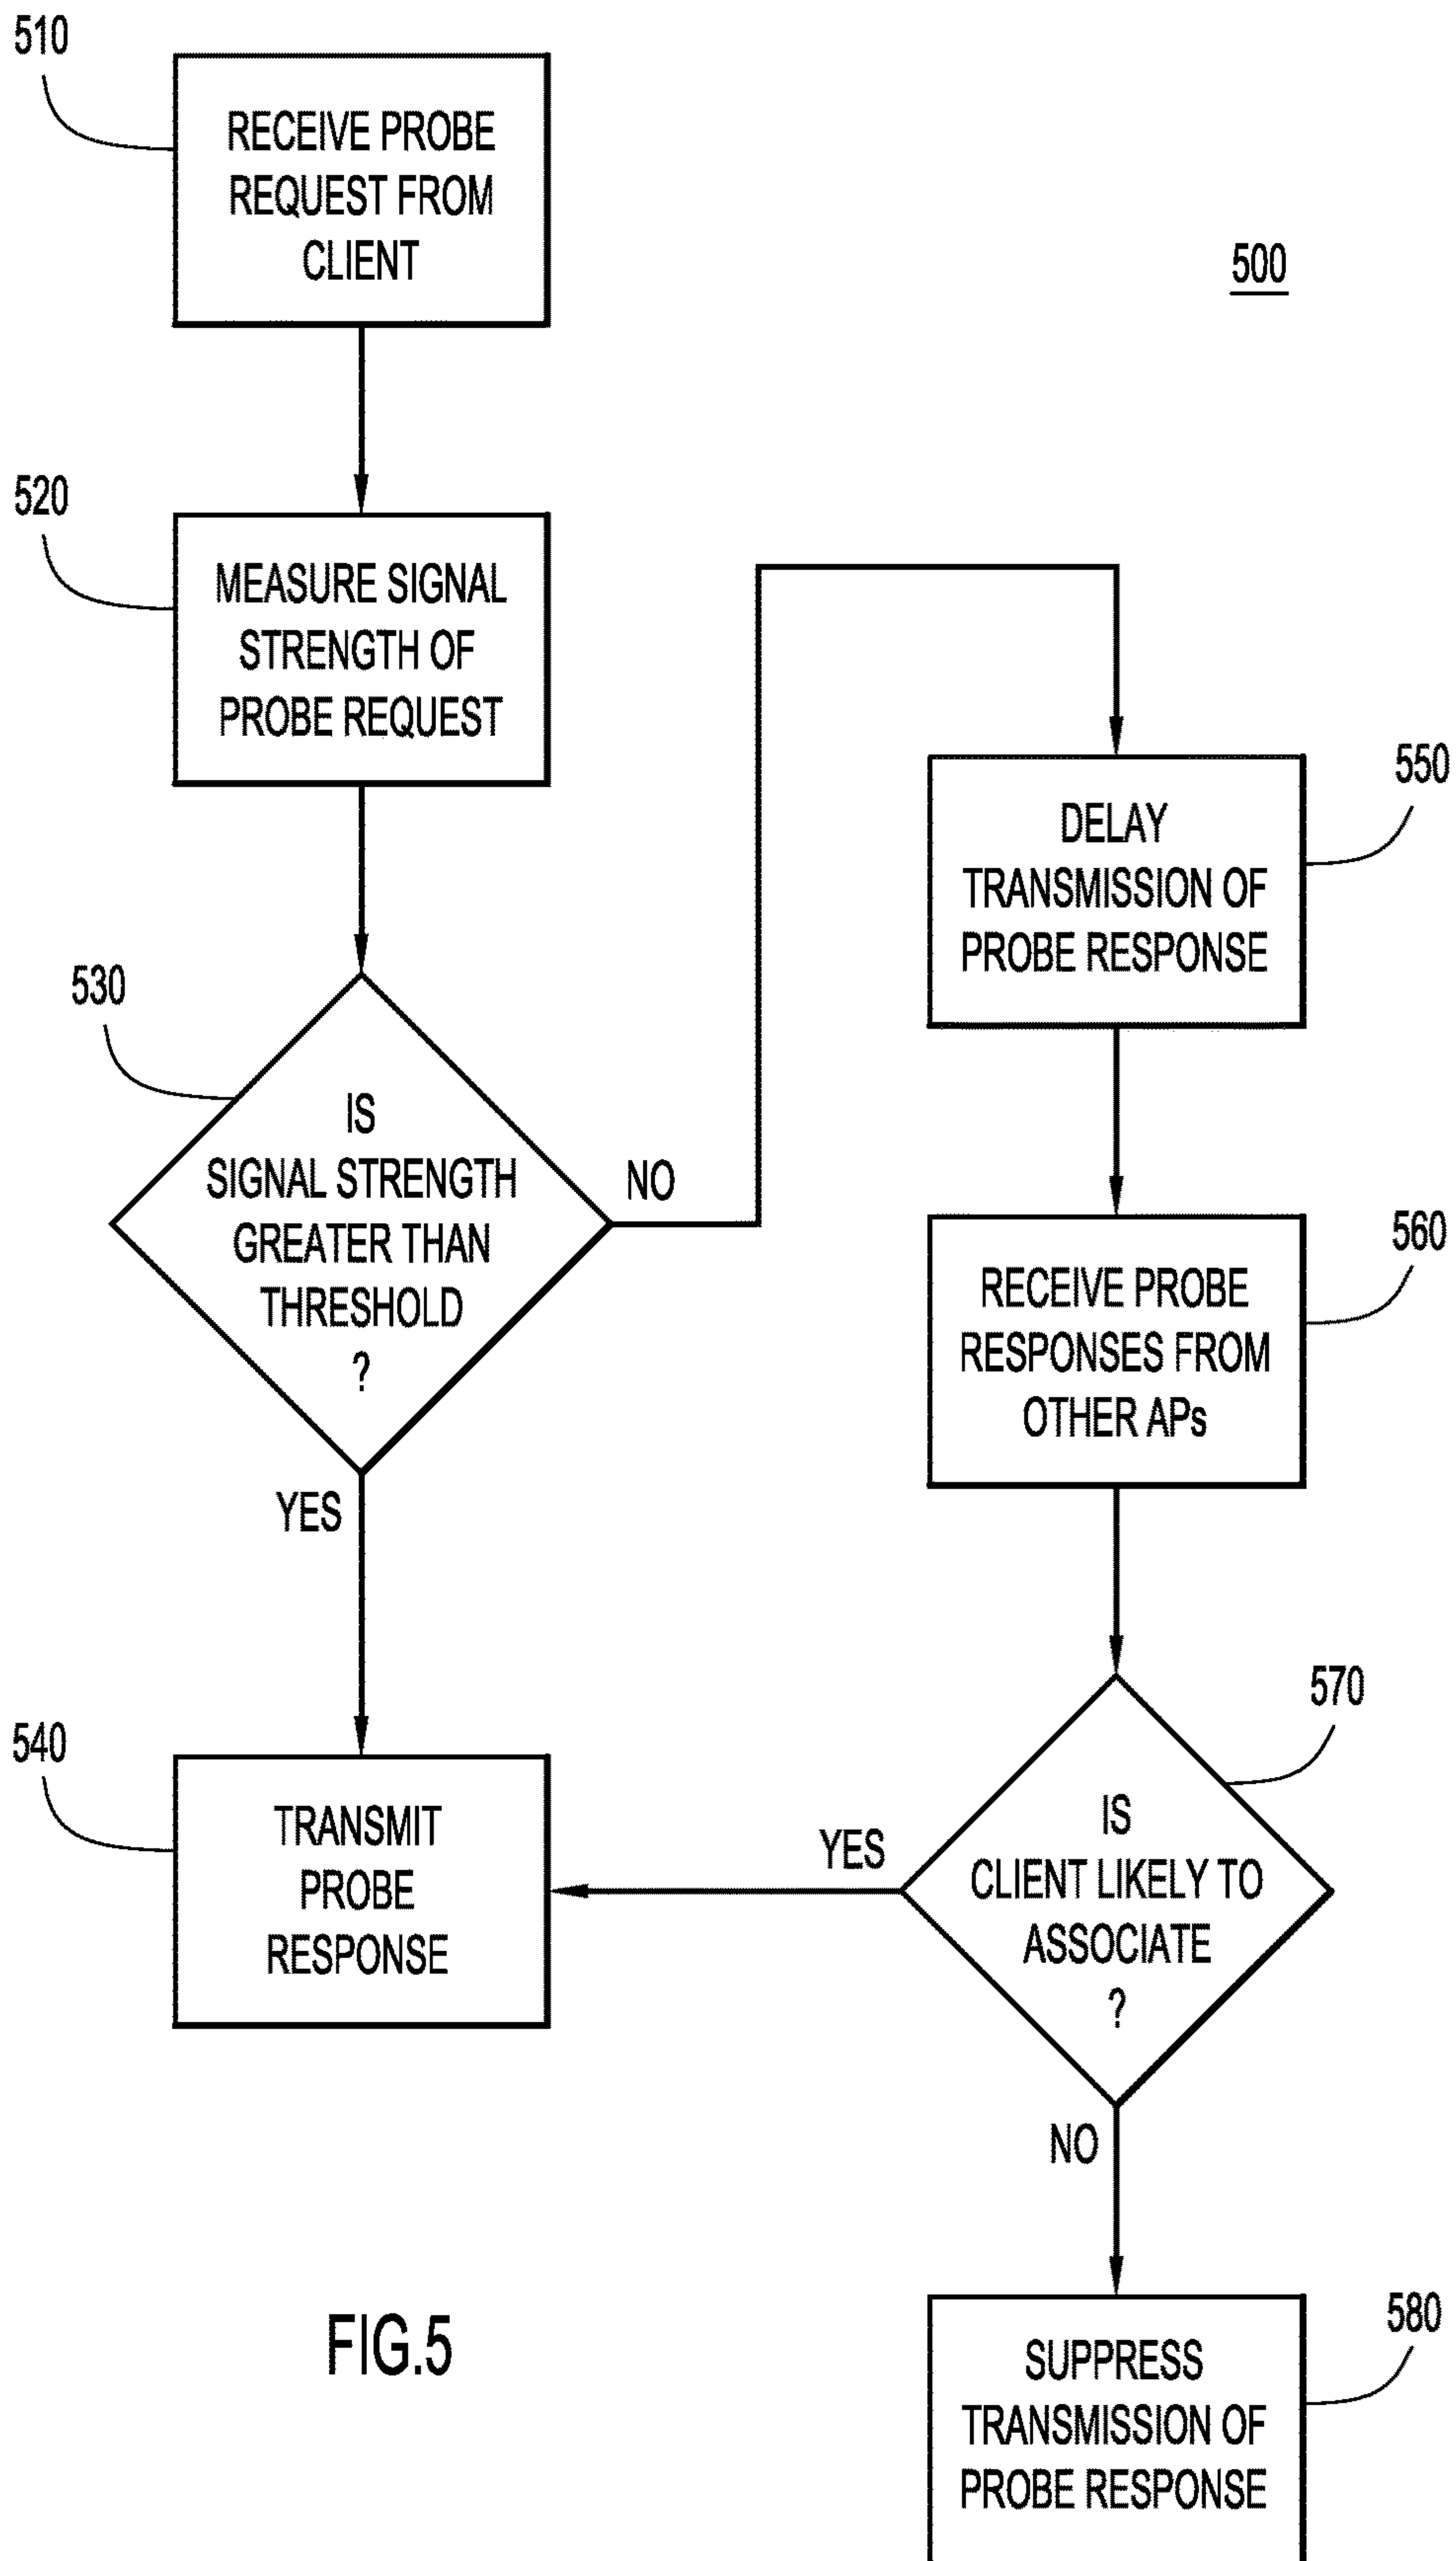 510
RECEIVE PROBE
REQUEST FROM
CLIENT
500
520
MEASURE SIGNAL
STRENGTH OF
PROBE REQUEST
530
IS
SIGNAL STRENGTH
GREATER THAN
THRESHOLD
?
NO
YES
540
TRANSMIT
PROBE
RESPONSE
550
DELAY
TRANSMISSION OF
PROBE RESPONSE
560
RECEIVE PROBE
RESPONSES FROM
OTHER APs
570
IS
CLIENT LIKELY TO
ASSOCIATE
?
YES
NO
580
SUPPRESS
TRANSMISSION OF
PROBE RESPONSE
FIG.5